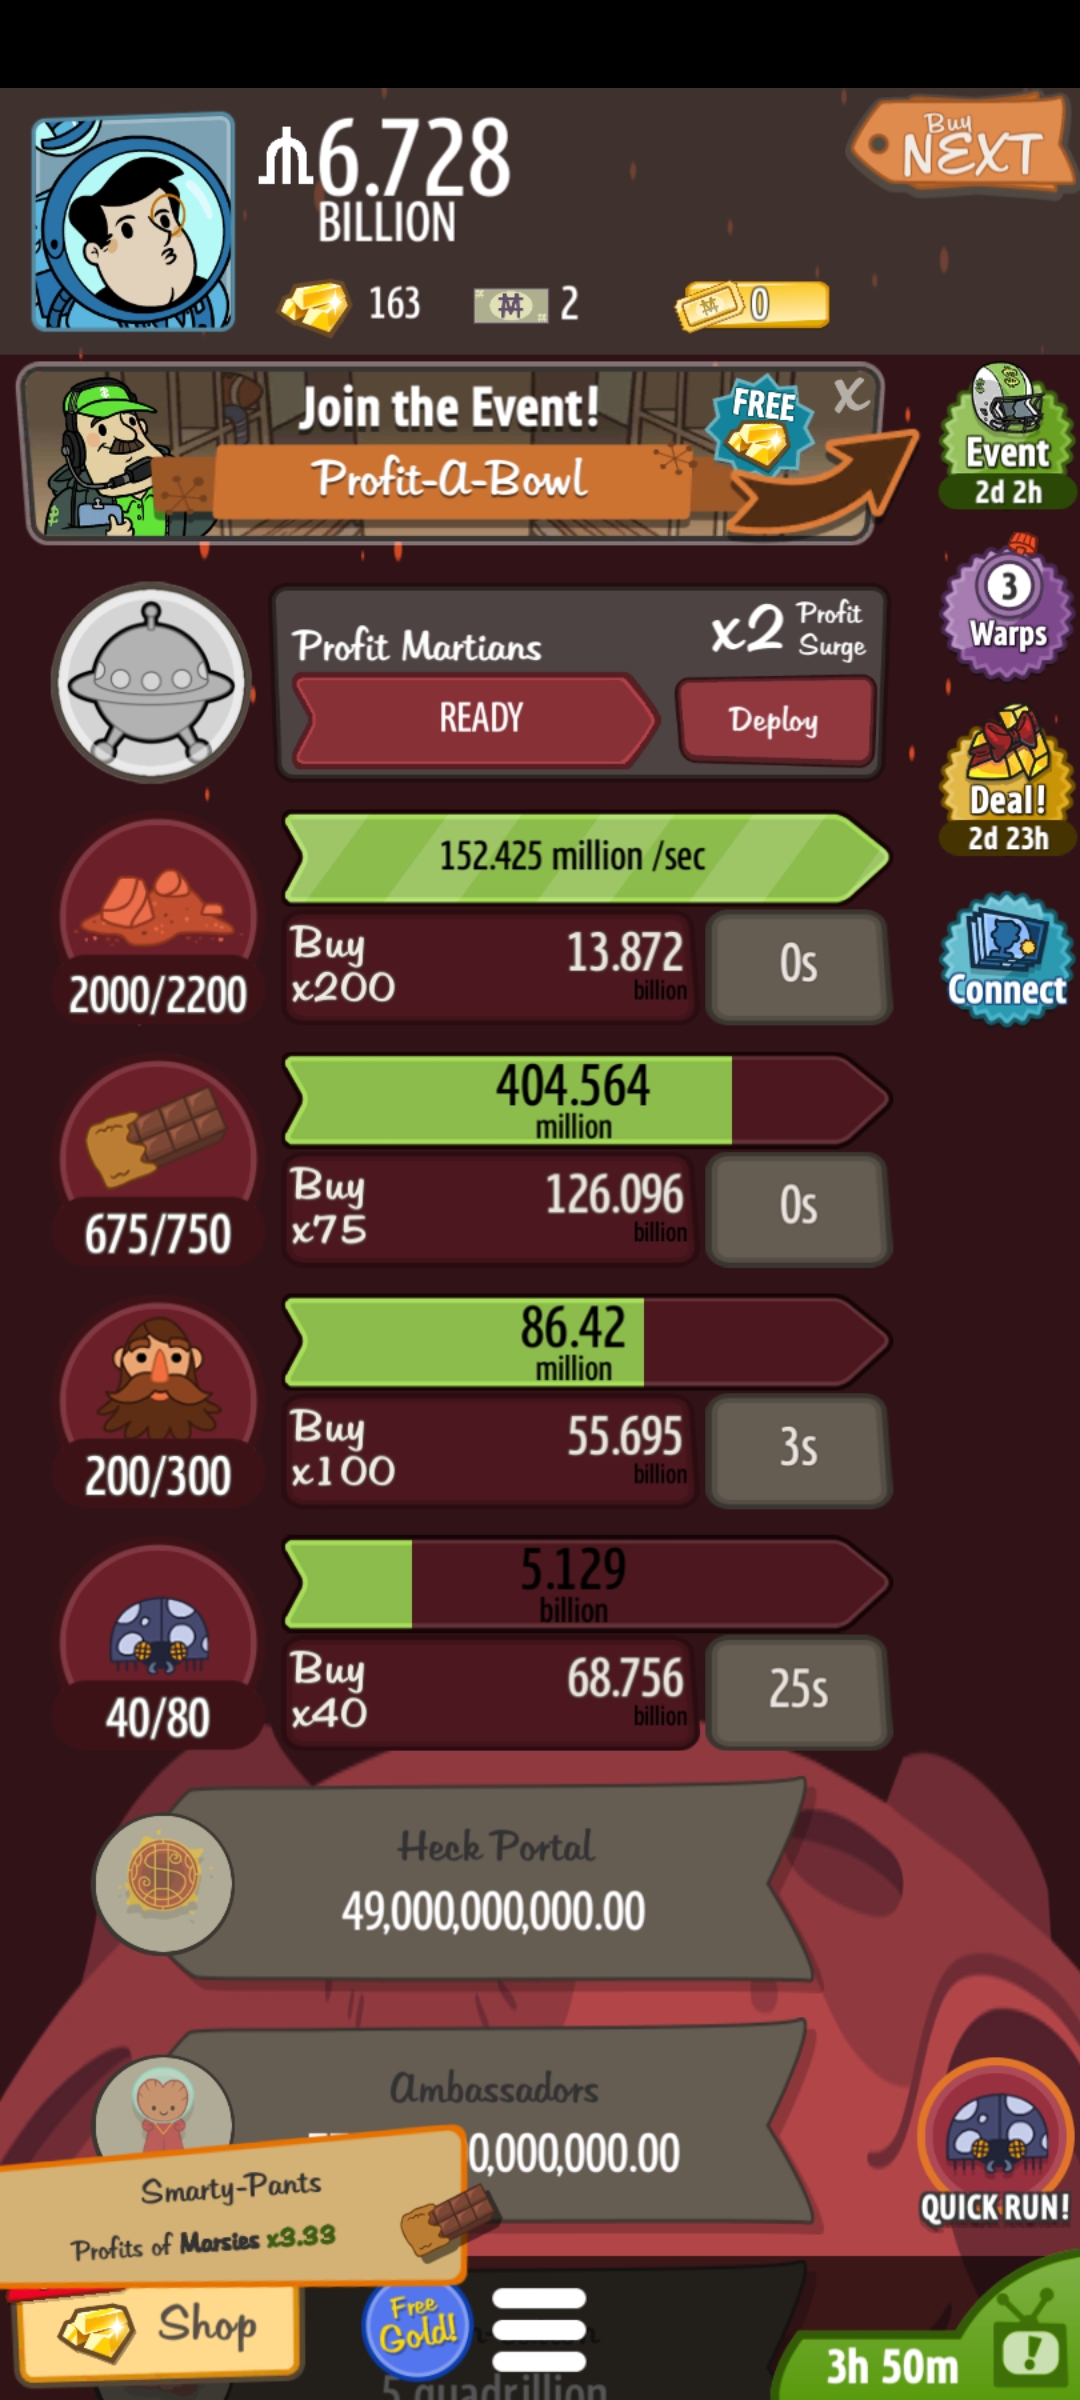 6.728
BILLION
Buy
NEXT
163
2
0
Join the Event!
Profit-A-Bowl
FREE
X
Event
2d 2h
3
Warps
Profit Martians
x2 Profit
Surge
READY
Deploy
Deal!
2d 23h
152.425 million /sec
2000/2200
Buy
x200
13.872
billion
0s
Connect
404.564
million
675/750
Buy
x75
126.096
billion
0s
86.42
million
200/300
Buy
x100
55.695
billion
3s
5.129
billion
40/80
Buy
x40
68.756
billion
25s
Heck Portal
49,000,000,000.00
Ambassadors
0,000,000.00
Smarty-Pants
Profits of Marsies x3.33
QUICK RUN!
Shop
Free
Gold!
3h 50m
5 quadrillion